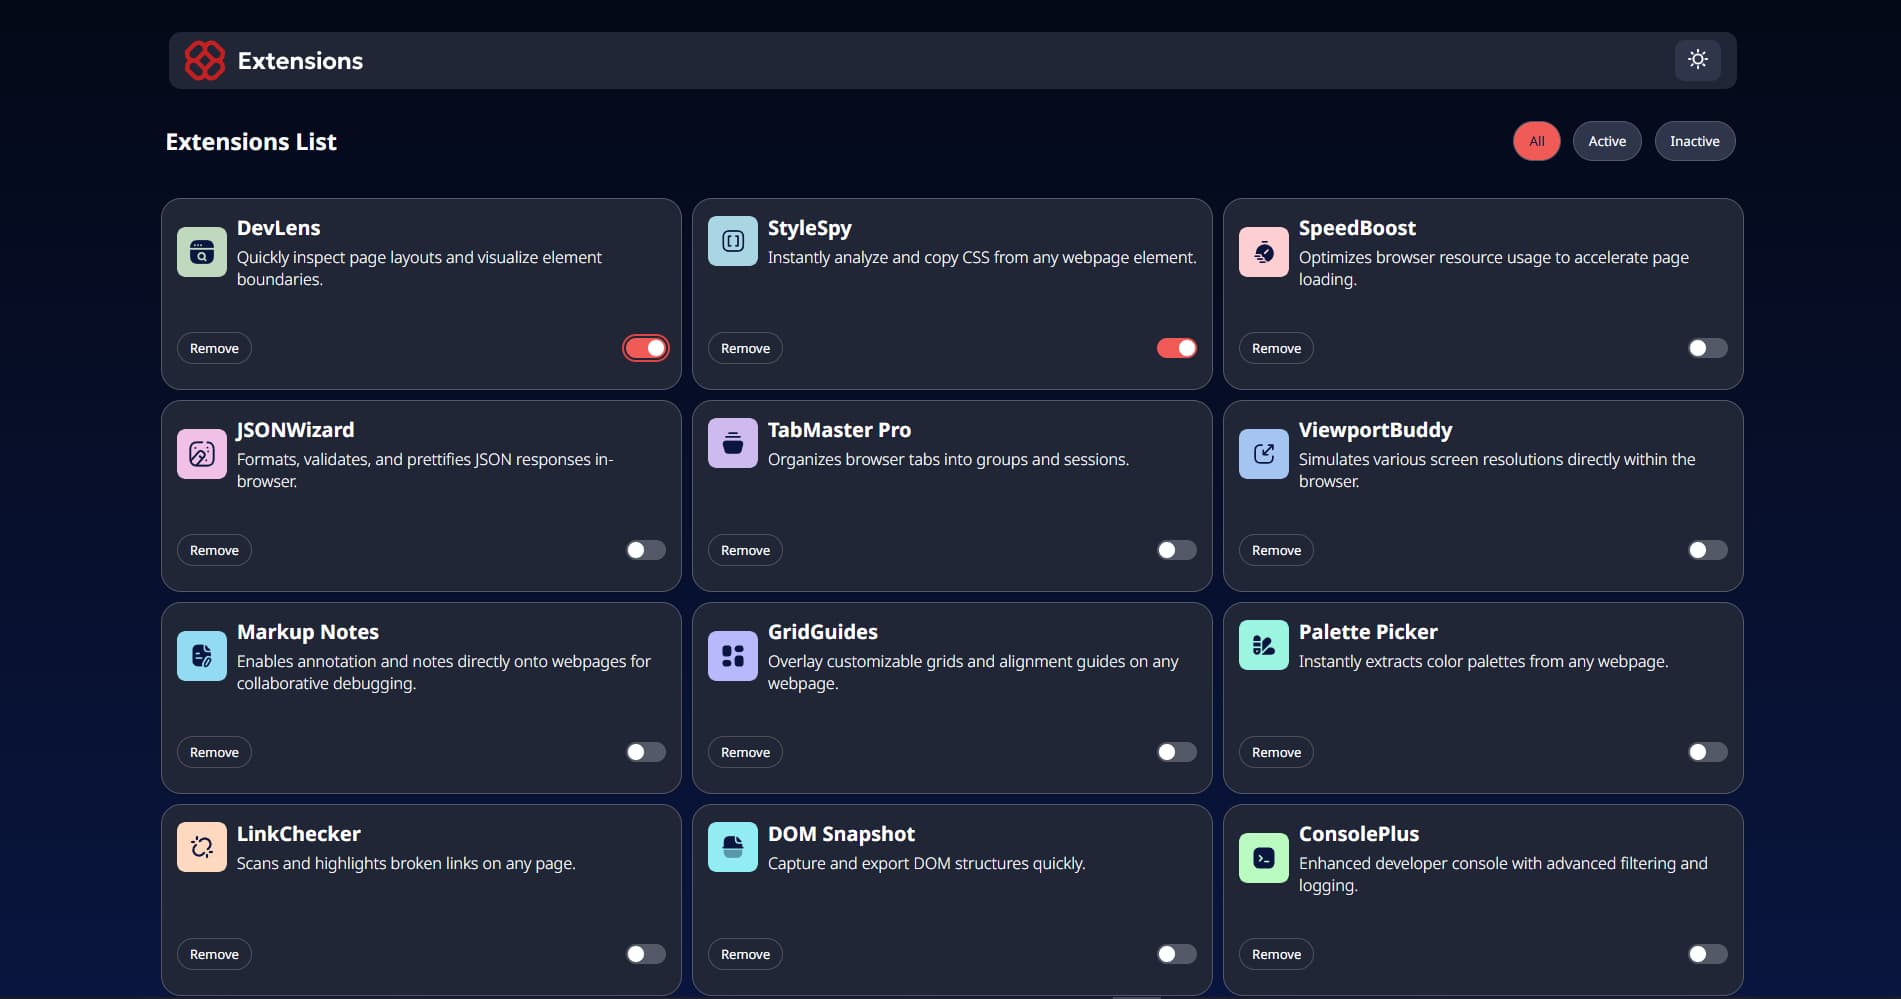 Extensions
Extensions List
All
Active
Inactive
DevLens
Quickly inspect page layouts and visualize element
boundaries.
Remove
StyleSpy
Instantly analyze and copy CSS from any webpage element.
Remove
SpeedBoost
Optimizes browser resource usage to accelerate page
loading.
Remove
JSONWizard
Formats, validates, and prettifies JSON responses in-
browser.
Remove
TabMaster Pro
Organizes browser tabs into groups and sessions.
Remove
ViewportBuddy
Simulates various screen resolutions directly within the
browser.
Remove
Markup Notes
Enables annotation and notes directly onto webpages for
collaborative debugging.
Remove
GridGuides
Overlay customizable grids and alignment guides on any
webpage.
Remove
Palette Picker
Instantly extracts color palettes from any webpage.
Remove
LinkChecker
Scans and highlights broken links on any page.
Remove
DOM Snapshot
Capture and export DOM structures quickly.
Remove
ConsolePlus
Enhanced developer console with advanced filtering and
logging.
Remove